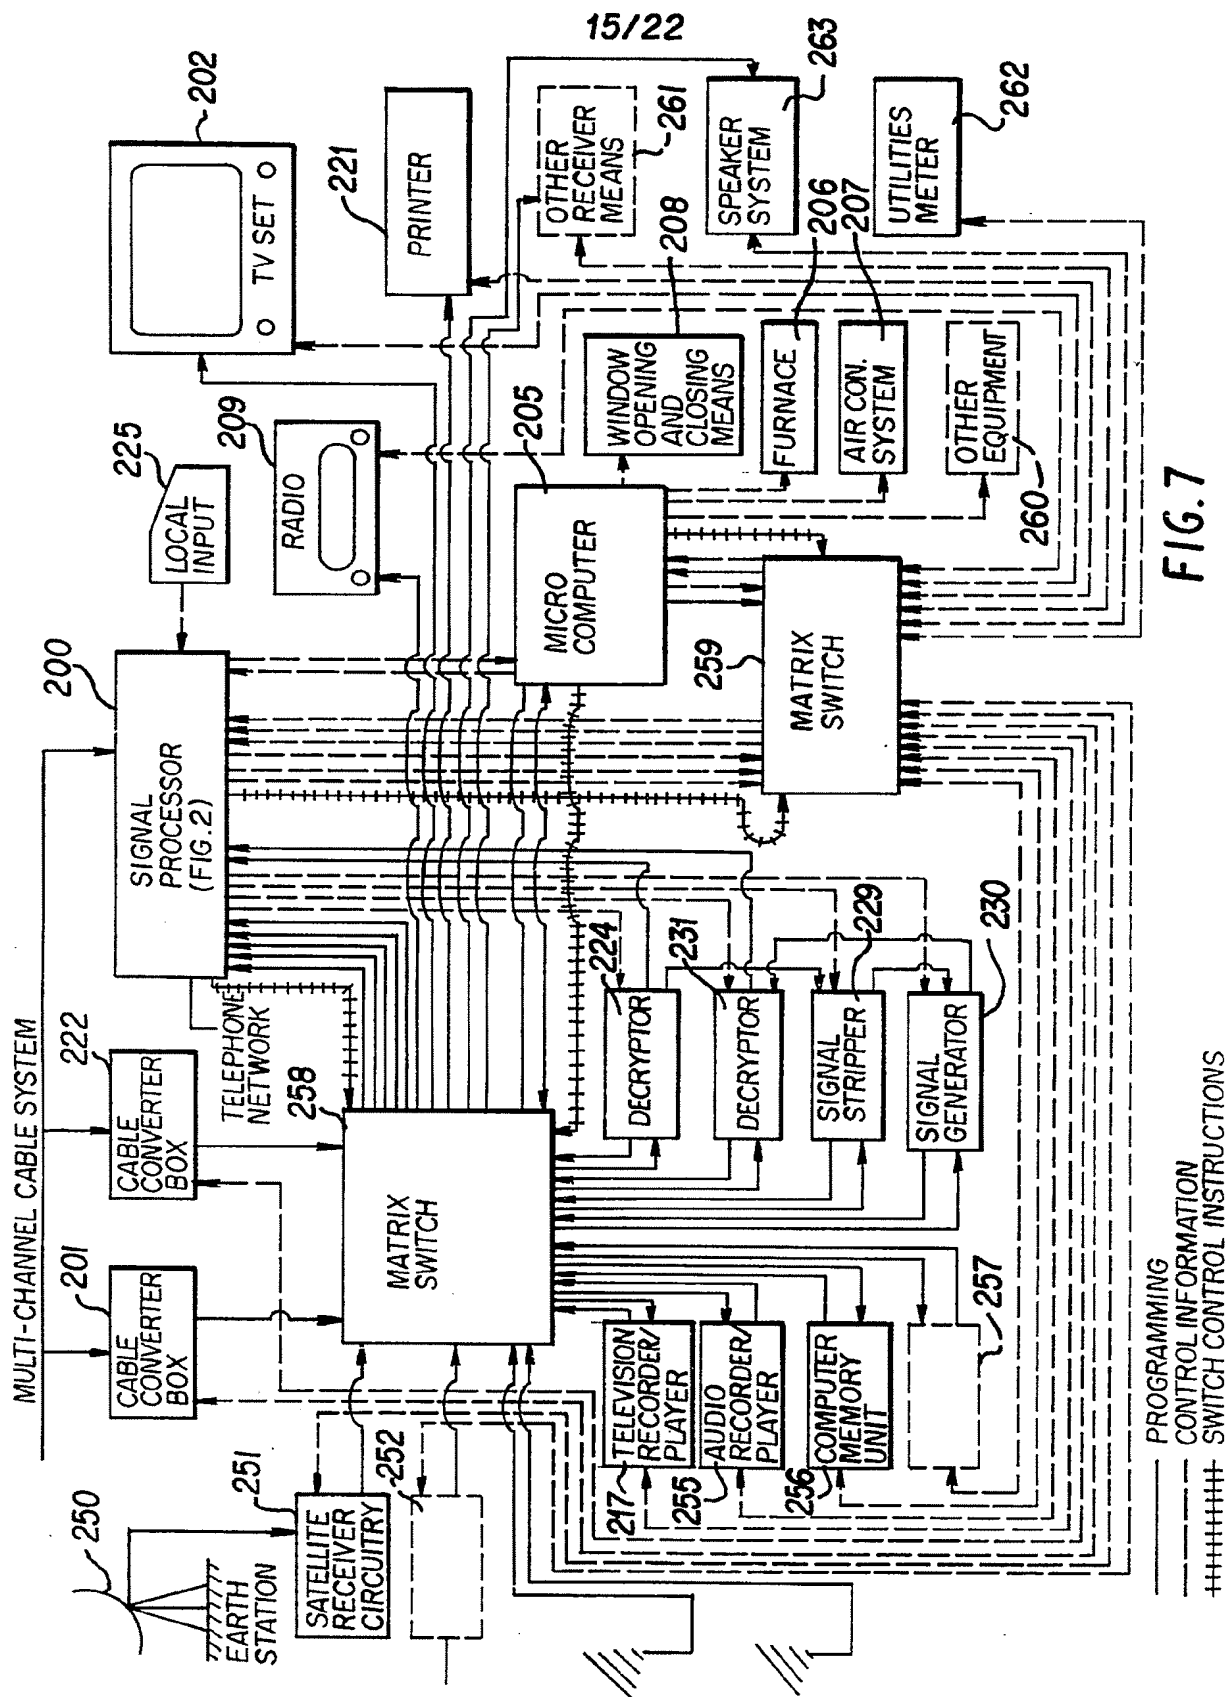 15/22
MULTI-CHANNEL CABLE SYSTEM
250
EARTH
STATION
251
SATELLITE
RECEIVER
CIRCUITRY
252
201
CABLE
CONVERTER
BOX
222
CABLE
CONVERTER
BOX
TELEPHONE
NETWORK
200
SIGNAL
PROCESSOR
(FIG.2)
225
LOCAL
INPUT
209
RADIO
202
TV SET
221
PRINTER
258
MATRIX
SWITCH
205
MICRO
COMPUTER
208
WINDOW
OPENING
AND
CLOSING
MEANS
OTHER
RECEIVER
MEANS
261
SPEAKER
SYSTEM
263
206
FURNACE
207
AIR CON.
SYSTEM
UTILITIES
METER
262
OTHER
EQUIPMENT
260
259
MATRIX
SWITCH
224
DECRYPTOR
231
DECRYPTOR
SIGNAL
STRIPPER
229
SIGNAL
GENERATOR
230
217
TELEVISION
RECORDER/
PLAYER
255
AUDIO
RECORDER/
PLAYER
256
COMPUTER
MEMORY
UNIT
257
PROGRAMMING
CONTROL INFORMATION
SWITCH CONTROL INSTRUCTIONS
FIG. 7